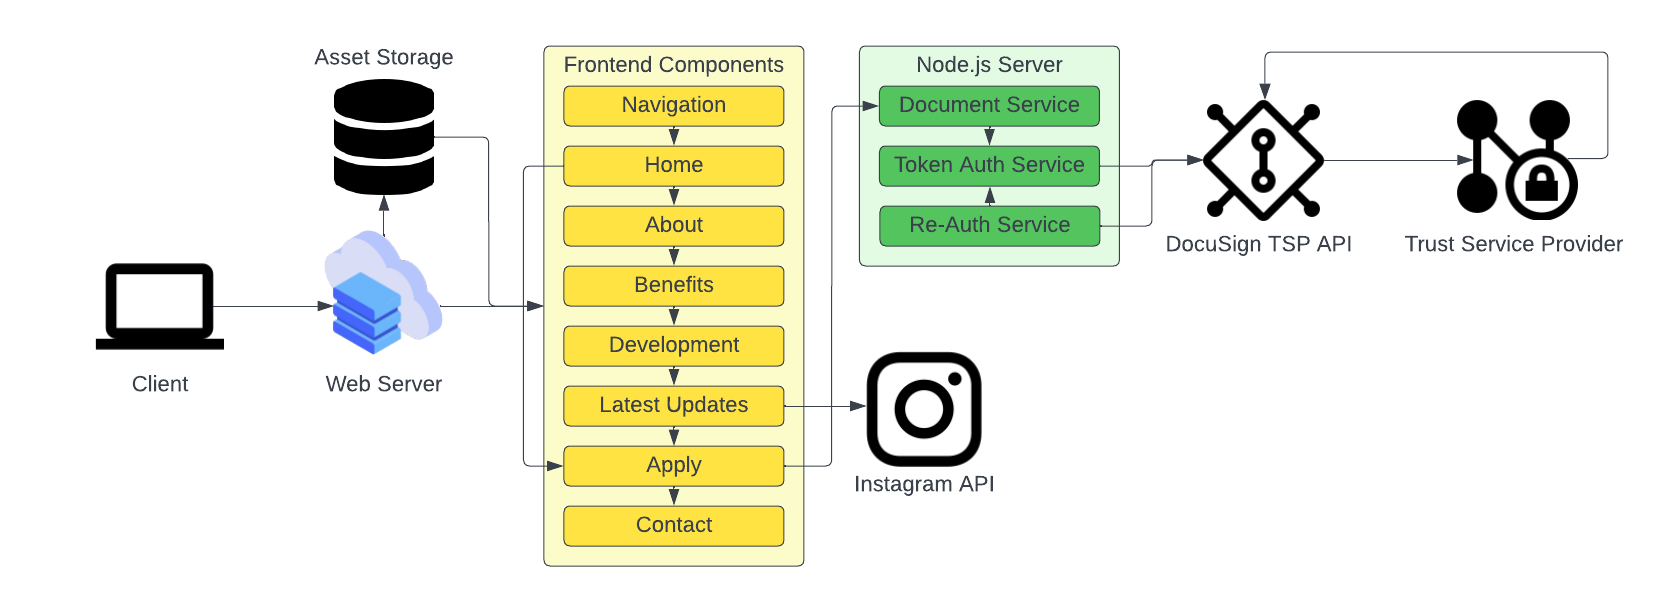 Asset Storage
Client
Web Server
Frontend Components
Navigation
Home
About
Benefits
Development
Latest Updates
Apply
Contact
Node.js Server
Document Service
Token Auth Service
Re-Auth Service
Instagram API
DocuSign TSP API
Trust Service Provider